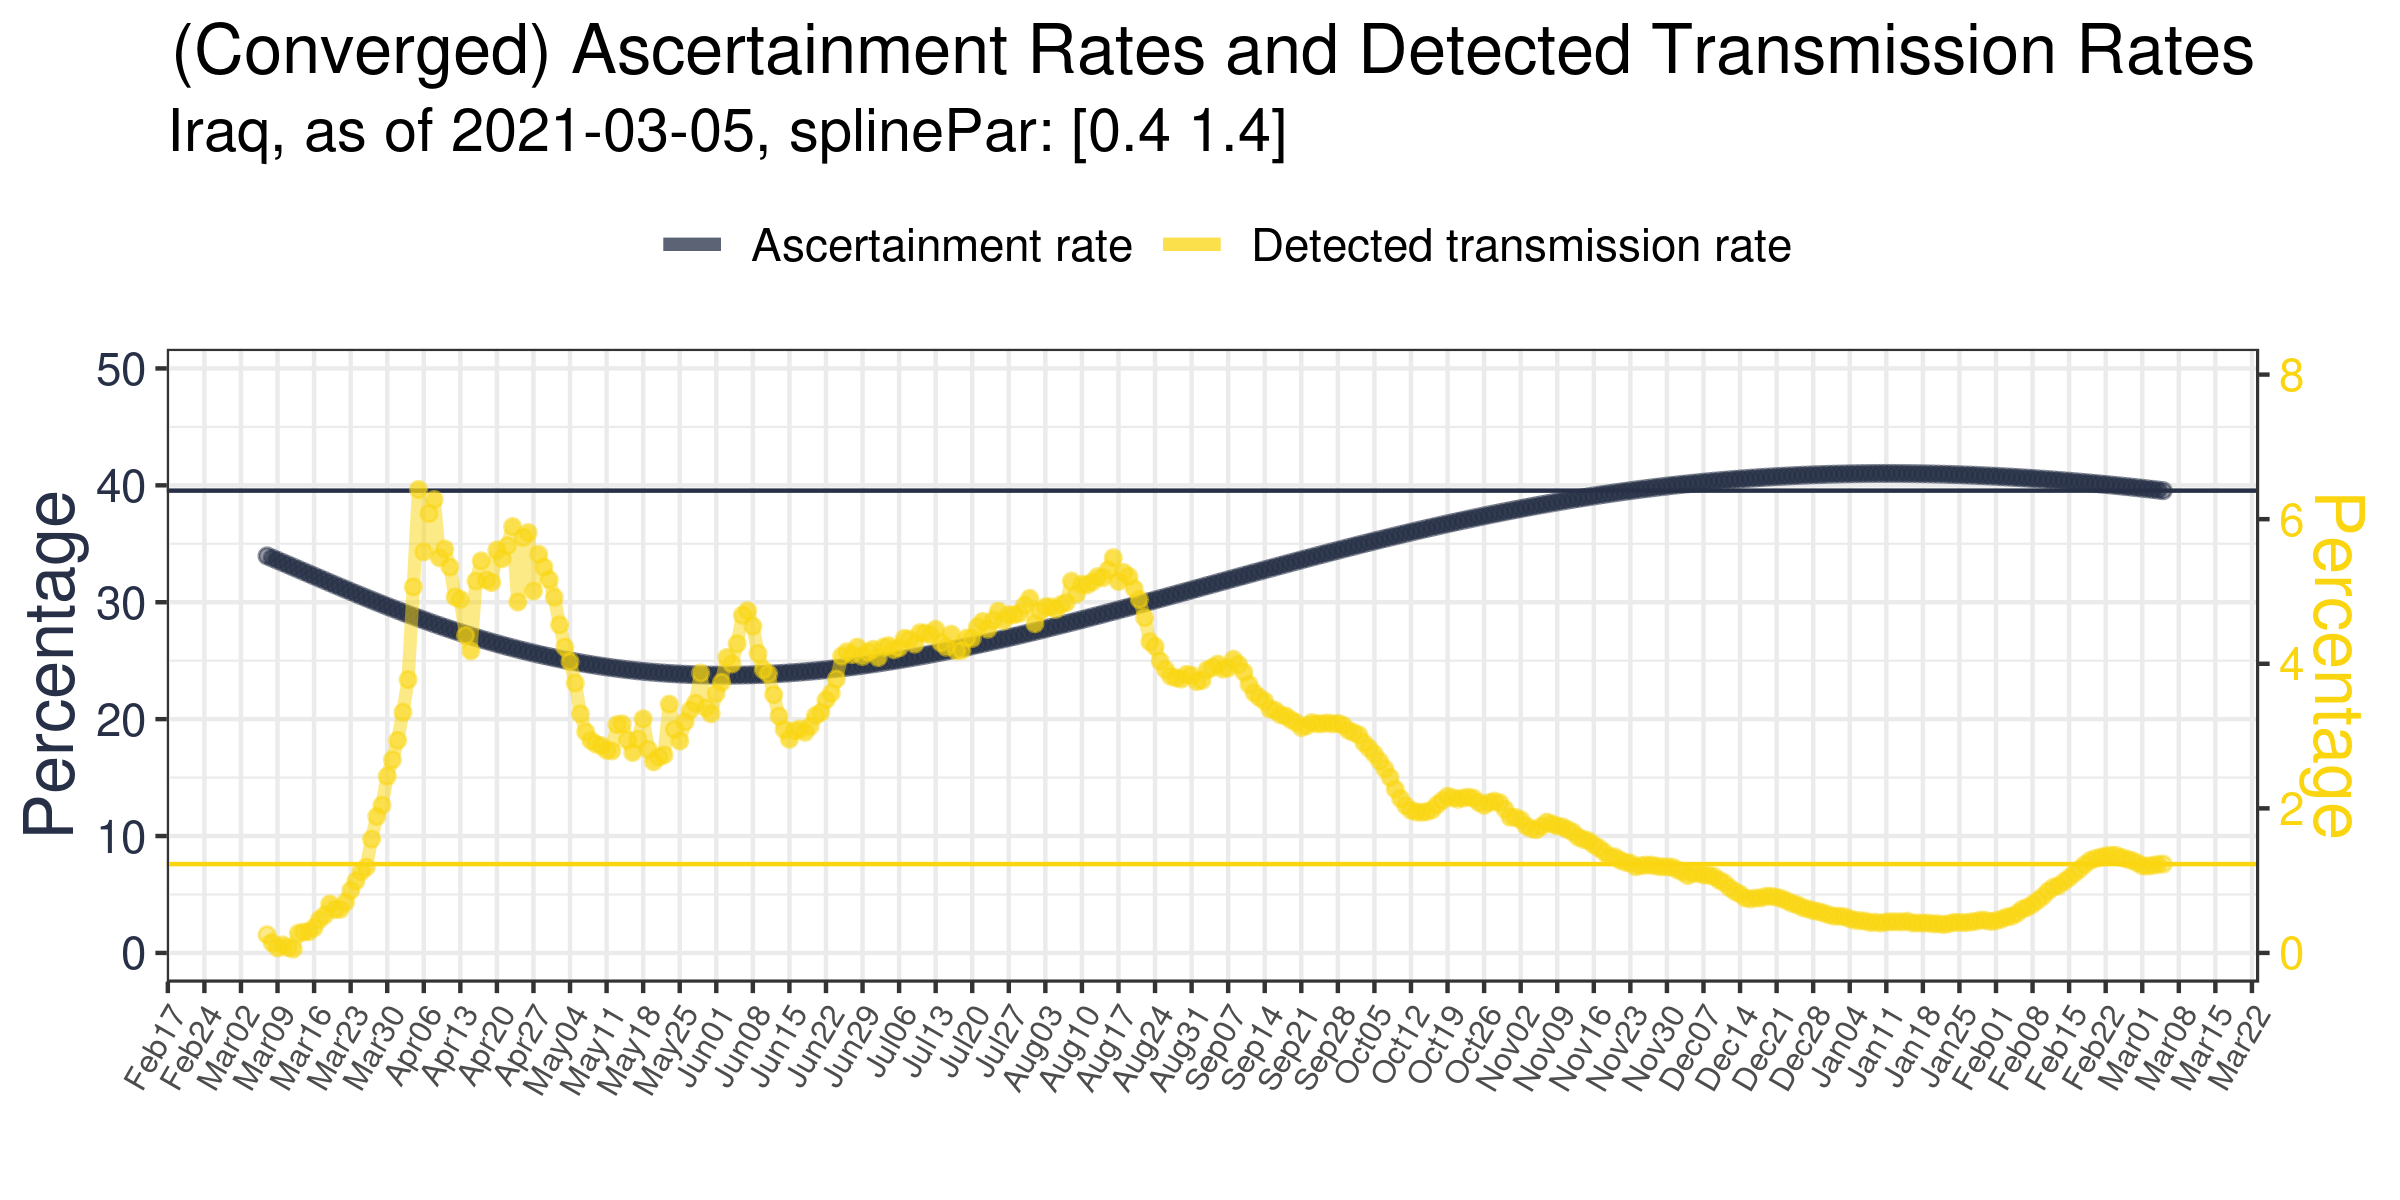 (Converged) Ascertainment Rates and Detected Transmission Rates
Iraq, as of 2021-03-05, splinePar: [0.4 1.4]
Ascertainment rate Detected transmission rate
Percentage
50
40
30
20
10
0
8
6
4
2
0
Percentage
Feb17
Feb24
Mar02
Mar09
Mar16
Mar23
Mar30
Apr06
Apr13
Apr20
Apr27
May04
May11
May18
May25
Jun01
Jun08
Jun15
Jun22
Jun29
Jul06
Jul13
Jul20
Jul27
Aug03
Aug10
Aug17
Aug24
Aug31
Sep07
Sep14
Sep21
Sep28
Oct05
Oct12
Oct19
Oct26
Nov02
Nov09
Nov16
Nov23
Nov30
Dec07
Dec14
Dec21
Dec28
Jan04
Jan11
Jan18
Jan25
Feb01
Feb08
Feb15
Feb22
Mar01
Mar08
Mar15
Mar22